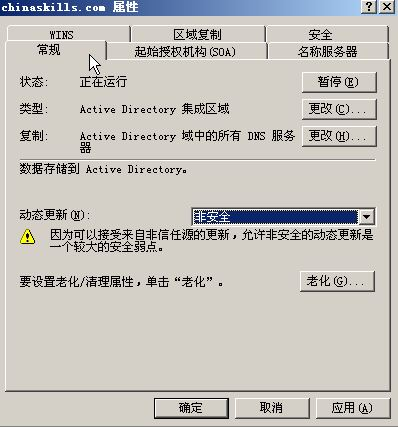 chinaskills.com 属性
WINS 区域复制 安全
常规 起始授权机构(SOA) 名称服务器
状态: 正在运行 暂停(E)
类型: Active Directory 集成区域 更改(C)...
复制: Active Directory 域中的所有 DNS 服务 更改(H)...
器
数据存储到 Active Directory。
动态更新(N): 非安全
因为可以接受来自非信任源的更新,允许非安全的动态更新是
一个较大的安全弱点。
要设置老化/清理属性,单击“老化”。 老化(G)...
确定 取消 应用(A)